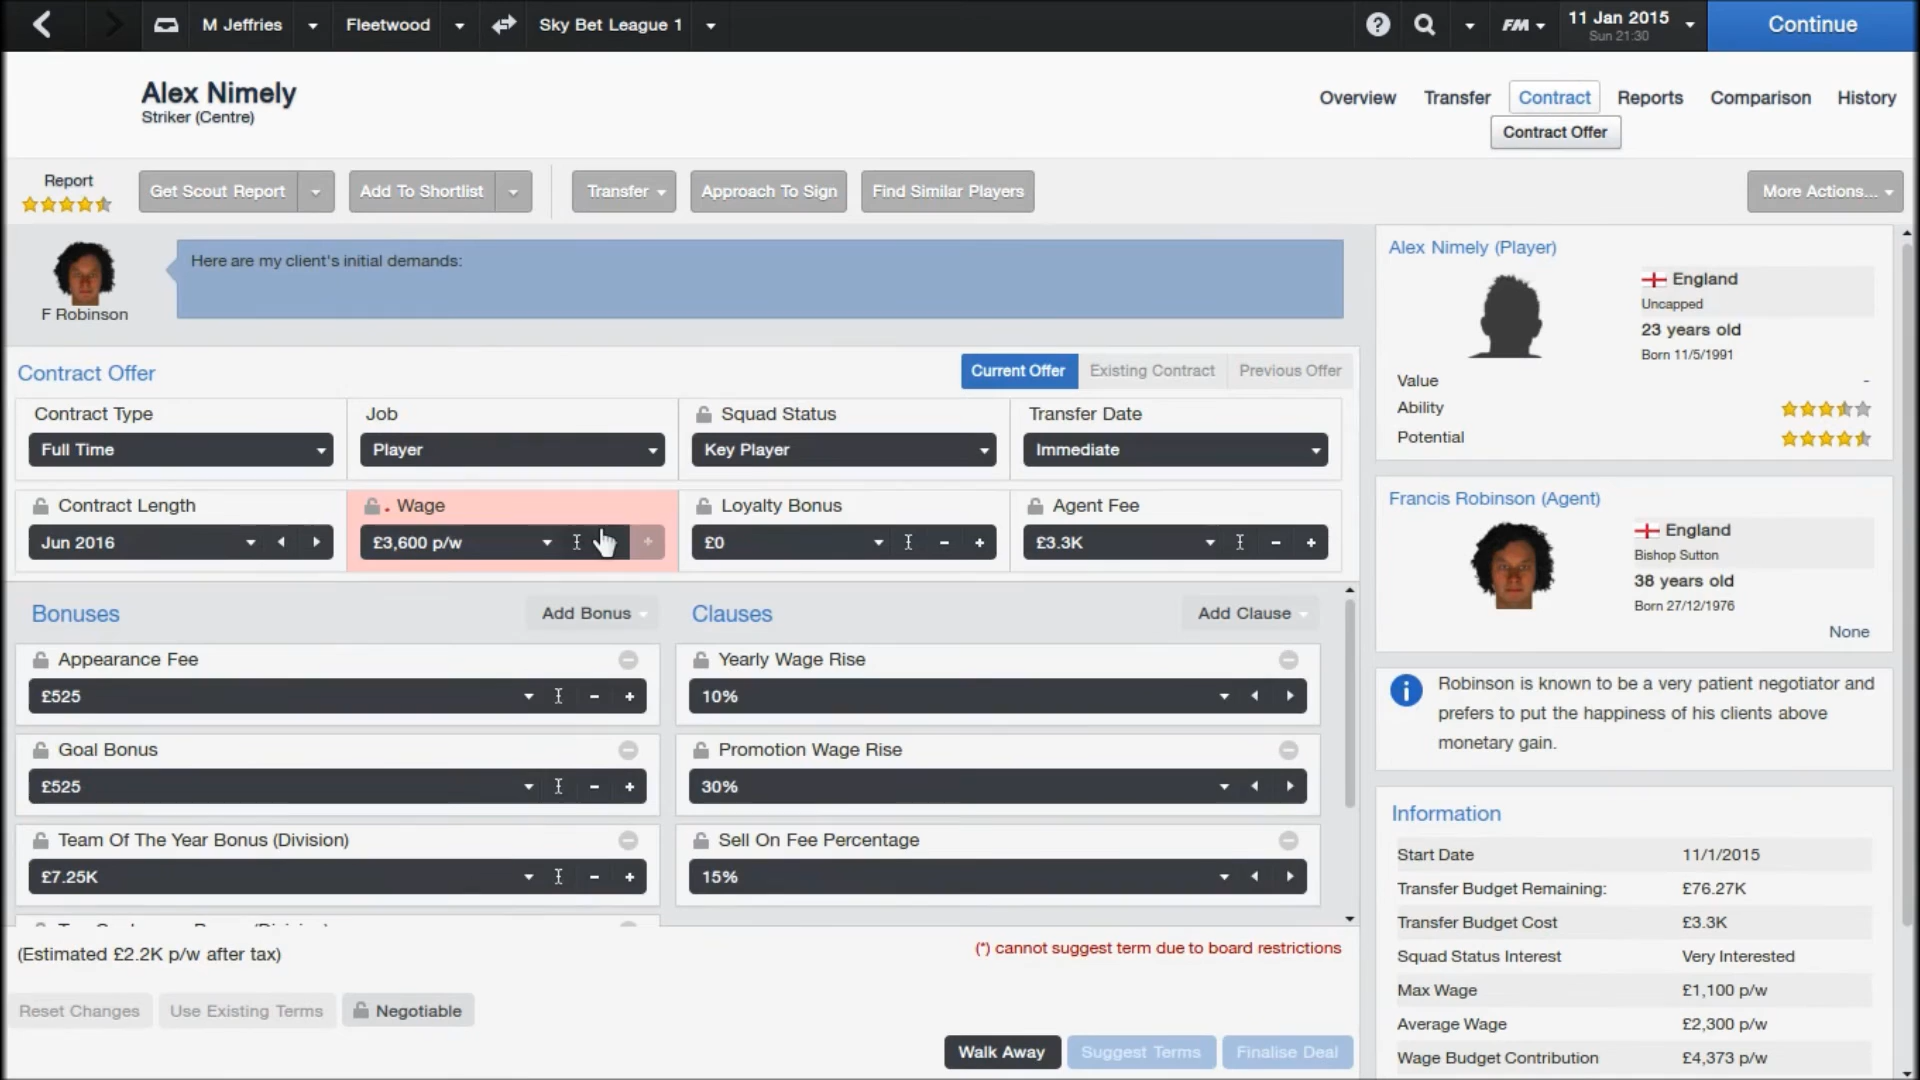 M Jeffries
Fleetwood
Sky Bet League 1
FM
11 Jan 2015
Sun 21:30
Continue
Alex Nimely
Striker (Centre)
Overview
Transfer
Contract
Reports
Comparison
History
Contract Offer
Report
Get Scout Report
Add To Shortlist
Transfer
Approach To Sign
Find Similar Players
More Actions...
Here are my client's initial demands:
F Robinson
Contract Offer
Current Offer
Existing Contract
Previous Offer
Contract Type
Job
Squad Status
Transfer Date
Full Time
Player
Key Player
Immediate
Contract Length
Wage
Loyalty Bonus
Agent Fee
Jun 2016
£3,600 p/w
£0
£3.3K
Bonuses
Add Bonus
Clauses
Add Clause
Appearance Fee
£525
Goal Bonus
£525
Team Of The Year Bonus (Division)
£7.25K
Yearly Wage Rise
10%
Promotion Wage Rise
30%
Sell On Fee Percentage
15%
(Estimated £2.2K p/w after tax)
(*) cannot suggest term due to board restrictions
Reset Changes
Use Existing Terms
Negotiable
Walk Away
Suggest Terms
Finalise Deal
Alex Nimely (Player)
England
Uncapped
23 years old
Born 11/5/1991
Value -
Ability
Potential
Francis Robinson (Agent)
England
Bishop Sutton
38 years old
Born 27/12/1976
None
Robinson is known to be a very patient negotiator and
prefers to put the happiness of his clients above
monetary gain.
Information
Start Date 11/1/2015
Transfer Budget Remaining: £76.27K
Transfer Budget Cost £3.3K
Squad Status Interest Very Interested
Max Wage £1,100 p/w
Average Wage £2,300 p/w
Wage Budget Contribution £4,373 p/w